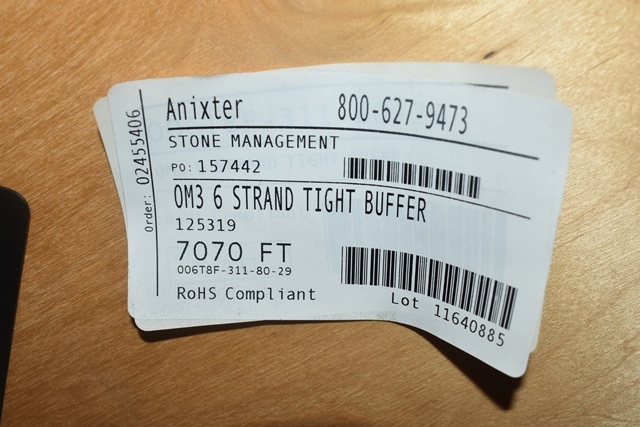 Order: 02455406
Anixter 800-627-9473
STONE MANAGEMENT
PO: 157442
OM3 6 STRAND TIGHT BUFFER
125319
7070 FT
006T8F-311-80-29
RoHS Compliant
Lot 11640885